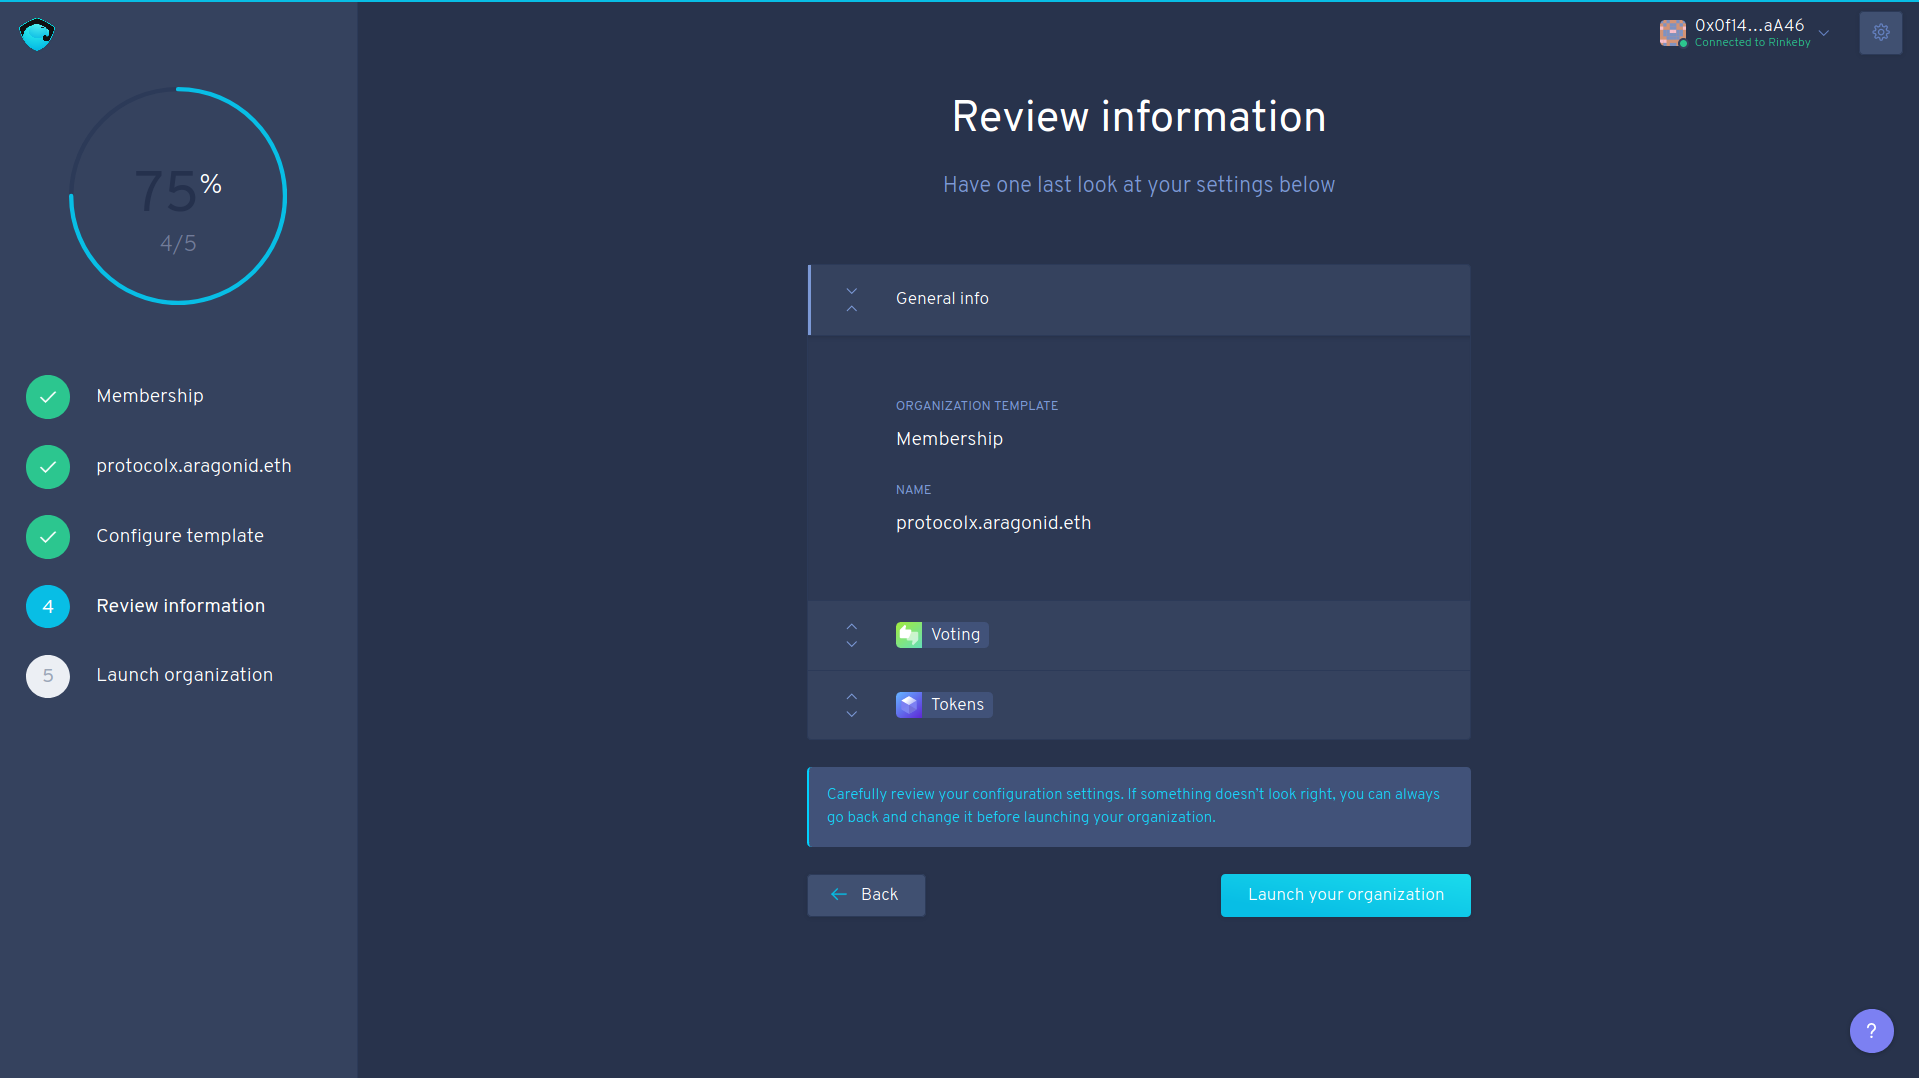 0x0f14…aA46
Connected to Rinkeby
75%
4/5
Membership
protocolx.aragonid.eth
Configure template
4 Review information
5 Launch organization
Review information
Have one last look at your settings below
General info
ORGANIZATION TEMPLATE
Membership
NAME
protocolx.aragonid.eth
Voting
Tokens
Carefully review your configuration settings. If something doesn't look right, you can always
go back and change it before launching your organization.
Back
Launch your organization
?